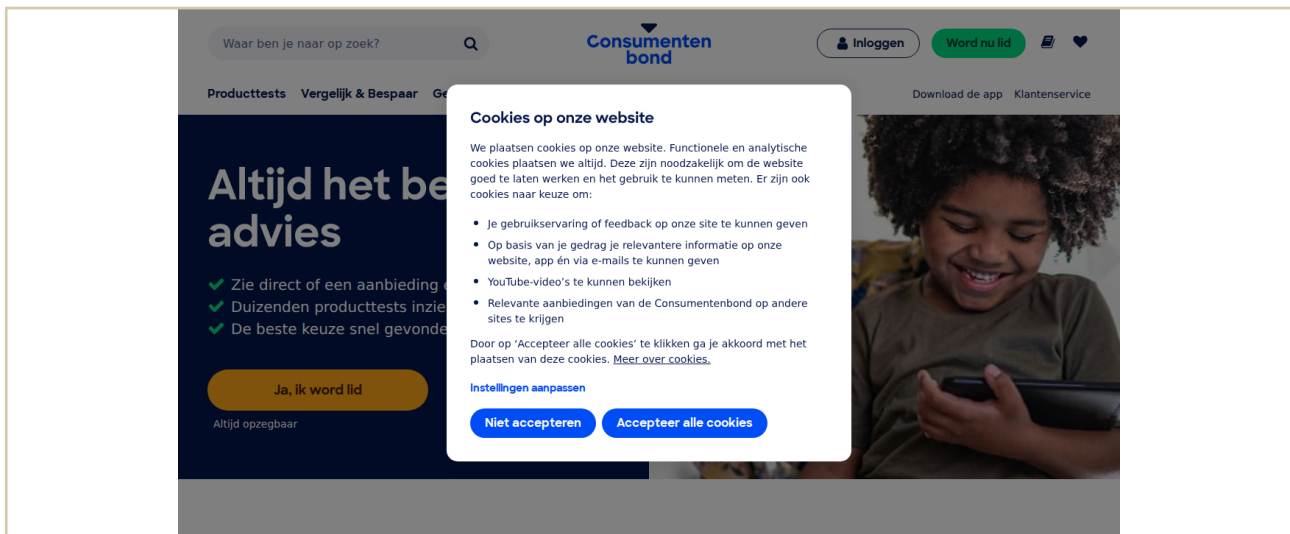 Waar ben je naar op zoek?
Consumenten
bond
Inloggen
Word nu lid
Producttests Vergelijk & Bespaar
Download de app Klantenservice
Altijd het
advies
Zie direct of een aanbieding
Duizenden producttests
De beste keuze snel
Ja, ik word lid
Altijd opzegbaar
Cookies op onze website
We plaatsen cookies op onze website. Functionele en analytische
cookies plaatsen we altijd. Deze zijn noodzakelijk om de website
goed te laten werken en het gebruik te kunnen meten. Er zijn ook
cookies naar keuze om:
Je gebruikservaring of feedback op onze site te kunnen geven
Op basis van je gedrag je relevantere informatie op onze
website, app én via e-mails te kunnen geven
YouTube-video’s te kunnen bekijken
Relevante aanbiedingen van de Consumentenbond op andere
sites te krijgen
Door op ‘Accepteer alle cookies’ te klikken ga je akkoord met het
plaatsen van deze cookies. Meer over cookies.
Instellingen aanpassen
Niet accepteren
Accepteer alle cookies